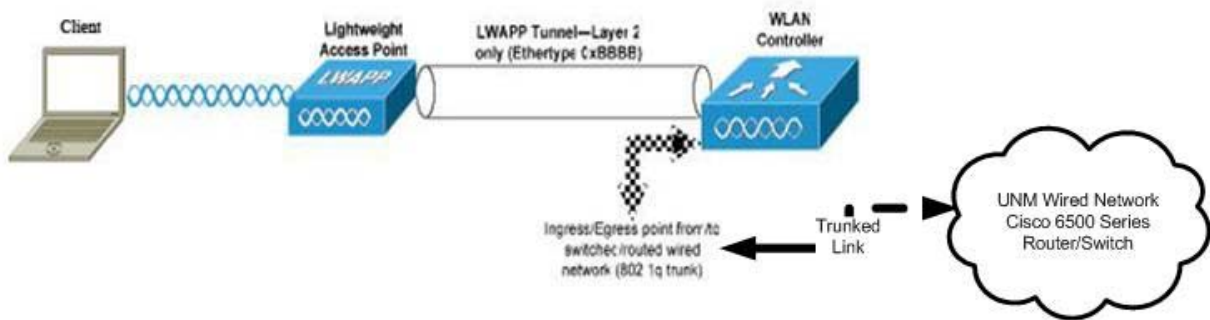 Client
Lightweight
Access Point
LWAPP
LWAPP Tunnel—Layer 2
only (Ethertype 0xBBBB)
WLAN
Controller
Ingress/Egress point from/to
switched/routed wired
network (802 1q trunk)
Trunked
Link
UNM Wired Network
Cisco 6500 Series
Router/Switch